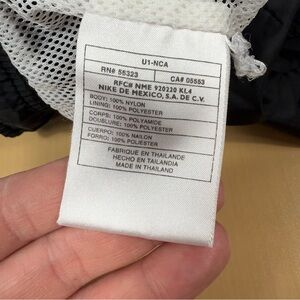 U1-NCA
RN# 56323 CA# 05553
RFC# NME 920220 KL4
NIKE DE MEXICO, S.A. DE C.V.
BODY: 100% NYLON
LINING: 100% POLYESTER
CORPS: 100% POLYAMIDE
DOUBLURE: 100% POLYESTER
CUERPO: 100% NAILON
FORRO: 100% POLIESTER
FABRIQUE EN THAILANDE
HECHO EN TAILANDIA
MADE IN THAILAND